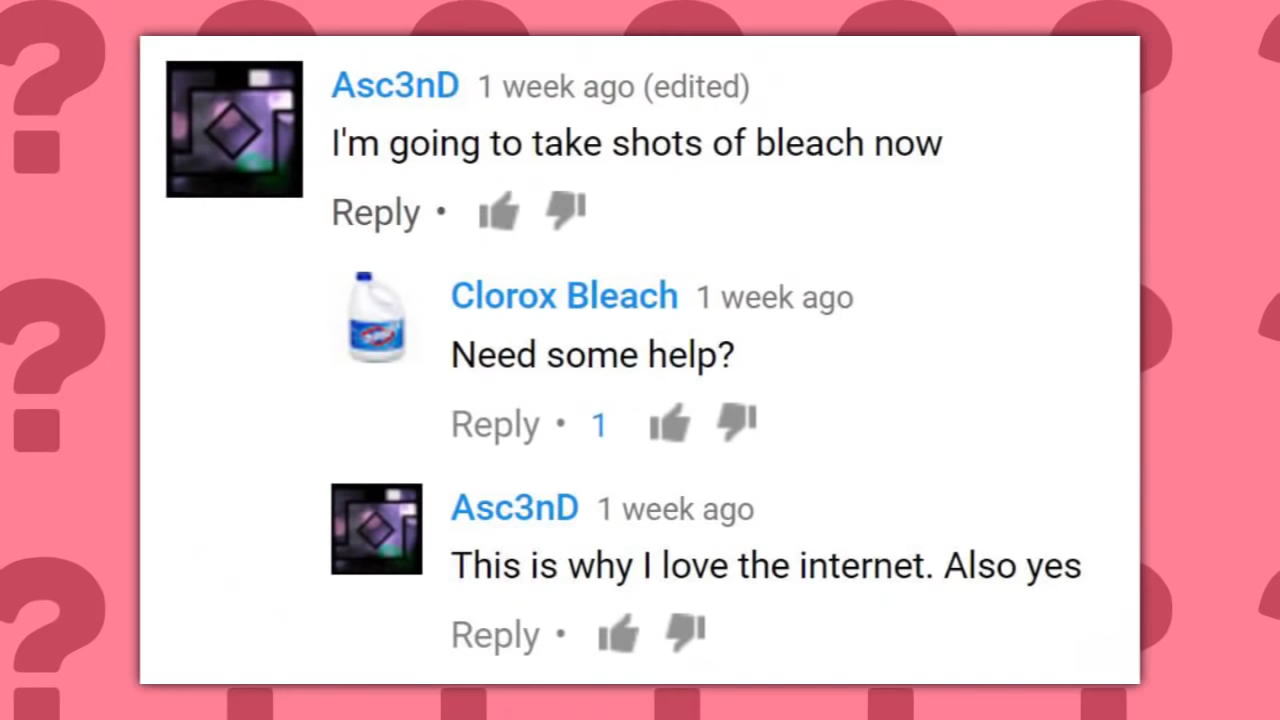 Asc3nD 1 week ago (edited)
I'm going to take shots of bleach now
Reply •
Clorox Bleach 1 week ago
Need some help?
Reply • 1
Asc3nD 1 week ago
This is why I love the internet. Also yes
Reply •